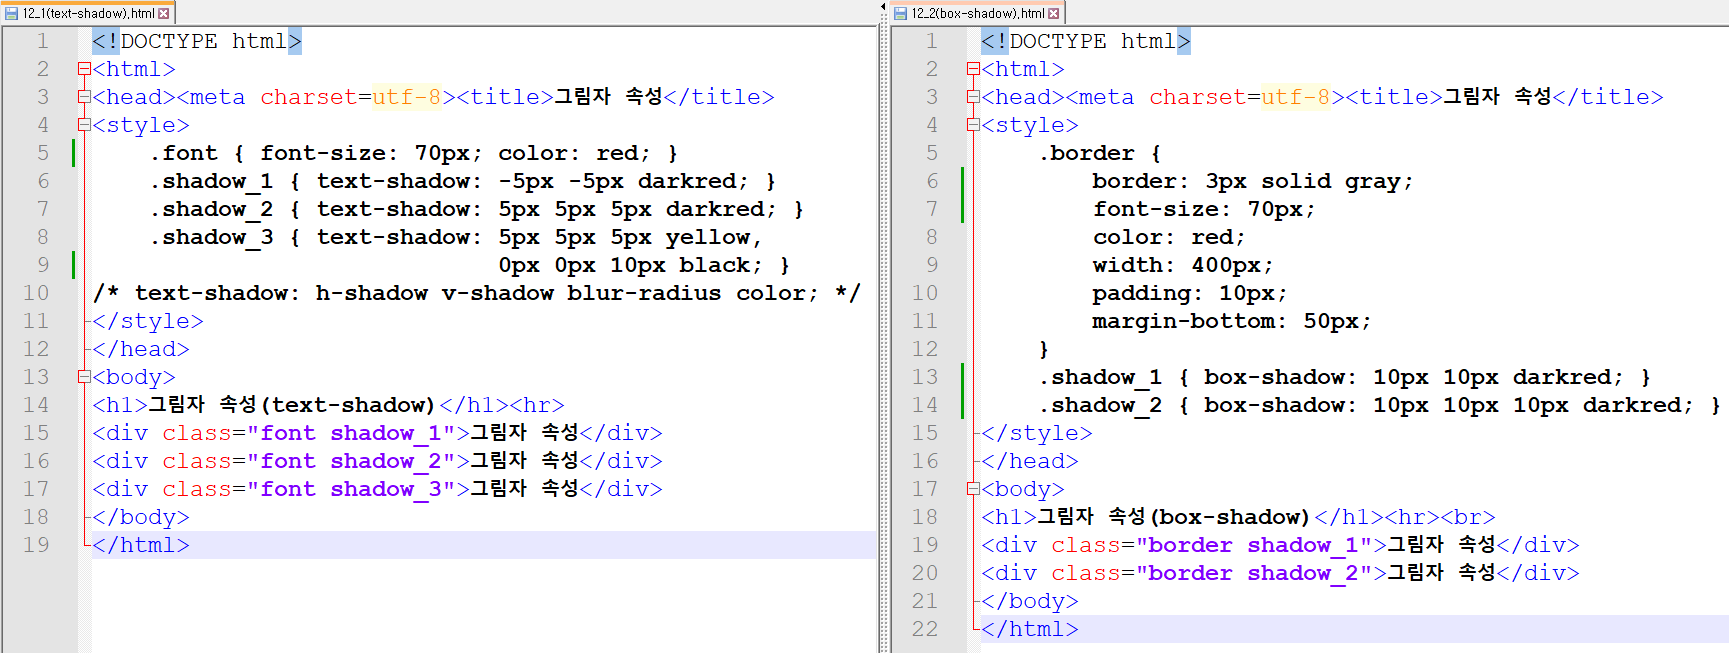 12_1(text-shadow).html
1 <!DOCTYPE html>
2 <html>
3 <head><meta charset=utf-8><title>그림자 속성</title>
4 <style>
5     .font { font-size: 70px; color: red; }
6     .shadow_1 { text-shadow: -5px -5px darkred; }
7     .shadow_2 { text-shadow: 5px 5px 5px darkred; }
8     .shadow_3 { text-shadow: 5px 5px 5px yellow,
9                              0px 0px 10px black; }
10 /* text-shadow: h-shadow v-shadow blur-radius color; */
11 </style>
12 </head>
13 <body>
14 <h1>그림자 속성(text-shadow)</h1><hr>
15 <div class="font shadow_1">그림자 속성</div>
16 <div class="font shadow_2">그림자 속성</div>
17 <div class="font shadow_3">그림자 속성</div>
18 </body>
19 </html>
12_2(box-shadow).html
1 <!DOCTYPE html>
2 <html>
3 <head><meta charset=utf-8><title>그림자 속성</title>
4 <style>
5     .border {
6         border: 3px solid gray;
7         font-size: 70px;
8         color: red;
9         width: 400px;
10         padding: 10px;
11         margin-bottom: 50px;
12     }
13     .shadow_1 { box-shadow: 10px 10px darkred; }
14     .shadow_2 { box-shadow: 10px 10px 10px darkred; }
15 </style>
16 </head>
17 <body>
18 <h1>그림자 속성(box-shadow)</h1><hr><br>
19 <div class="border shadow_1">그림자 속성</div>
20 <div class="border shadow_2">그림자 속성</div>
21 </body>
22 </html>